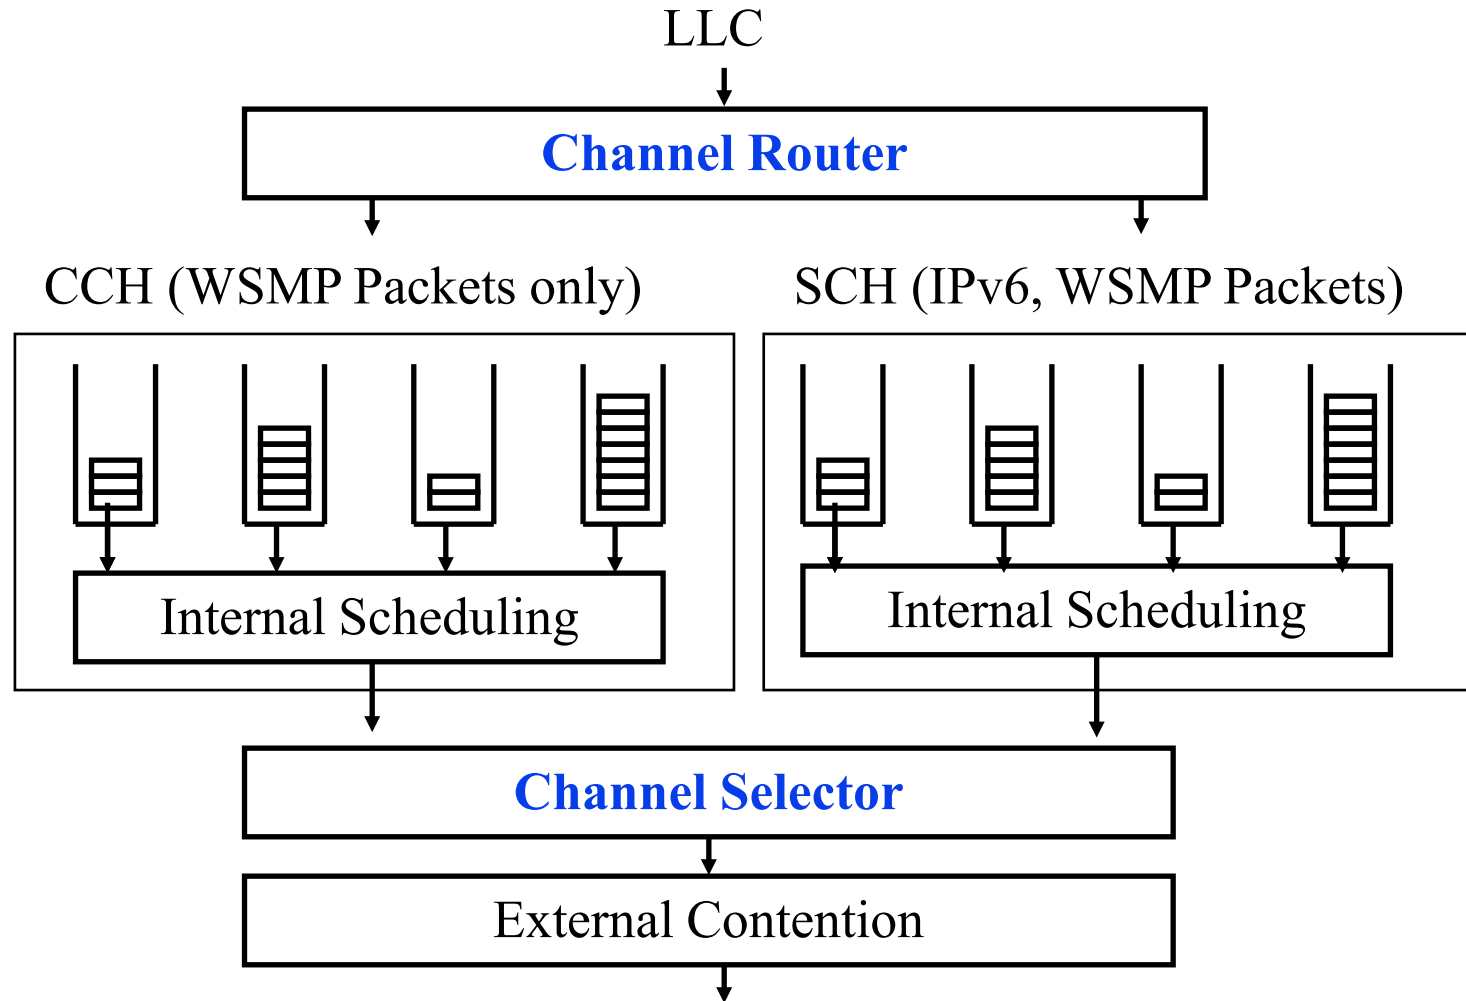 LLC
Channel Router
CCH (WSMP Packets only)
SCH (IPv6, WSMP Packets)
Internal Scheduling
Internal Scheduling
Channel Selector
External Contention